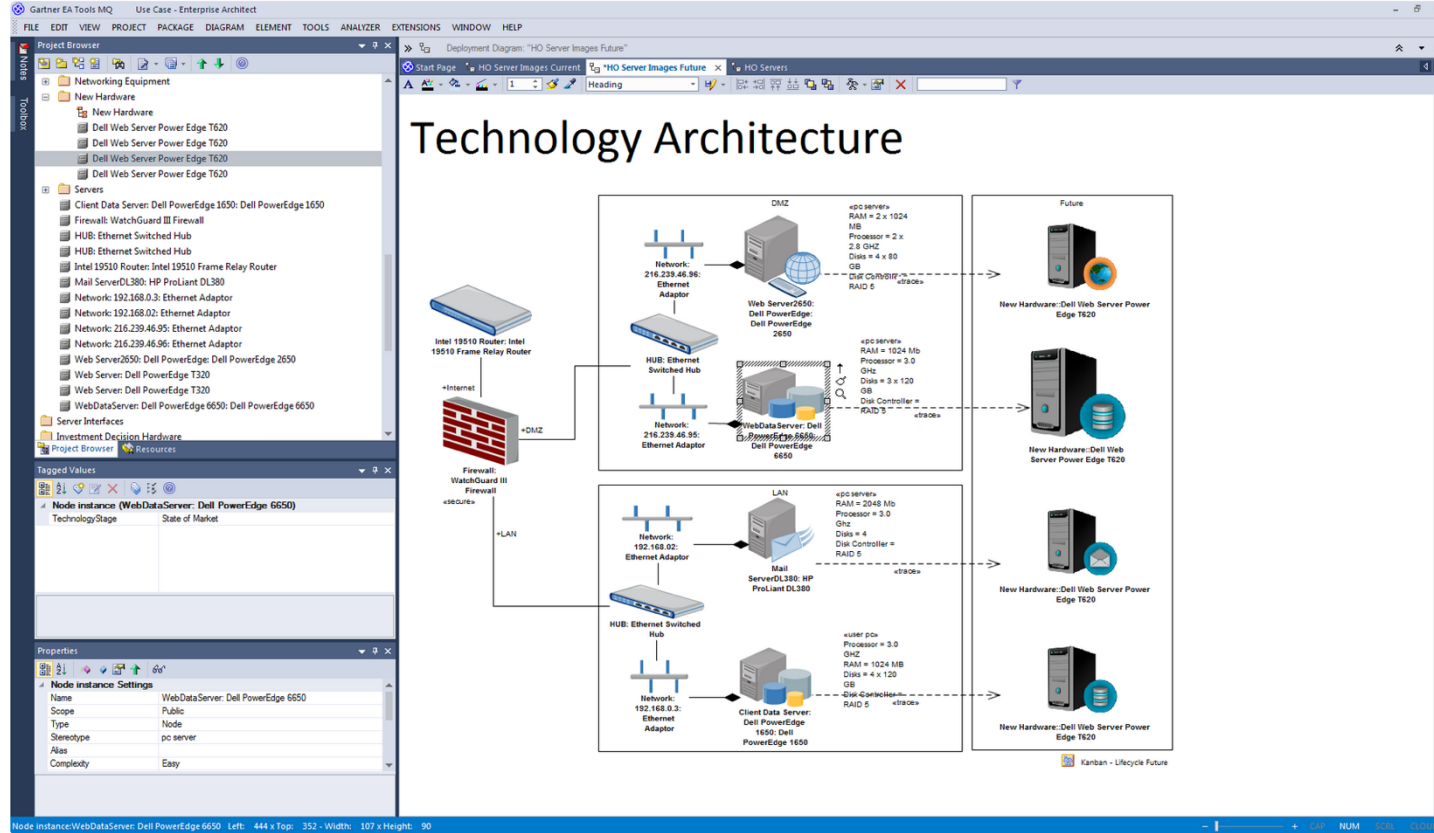 Gartner EA Tools MQ Use Case - Enterprise Architect
FILE EDIT VIEW PROJECT PACKAGE DIAGRAM ELEMENT TOOLS ANALYZER EXTENSIONS WINDOW HELP
Notes
Toolbox
Project Browser
Networking Equipment
New Hardware
New Hardware
Dell Web Server Power Edge T620
Dell Web Server Power Edge T620
Dell Web Server Power Edge T620
Dell Web Server Power Edge T620
Servers
Client Data Server: Dell PowerEdge 1650: Dell PowerEdge 1650
Firewall: WatchGuard III Firewall
HUB: Ethernet Switched Hub
HUB: Ethernet Switched Hub
Intel 19510 Router: Intel 19510 Frame Relay Router
Mail ServerDL380: HP ProLiant DL380
Network: 192.168.0.3: Ethernet Adaptor
Network: 192.168.02: Ethernet Adaptor
Network: 216.239.46.95: Ethernet Adaptor
Network: 216.239.46.96: Ethernet Adaptor
Web Server2650: Dell PowerEdge: Dell PowerEdge 2650
Web Server: Dell PowerEdge T320
Web Server: Dell PowerEdge T320
WebDataServer: Dell PowerEdge 6650: Dell PowerEdge 6650
Server Interfaces
Investment Decision Hardware
Project Browser Resources
Tagged Values
Node instance (WebDataServer: Dell PowerEdge 6650)
TechnologyStage State of Market
Properties
Node instance Settings
Name WebDataServer: Dell PowerEdge 6650
Scope Public
Type Node
Stereotype pc server
Alias
Complexity Easy
Deployment Diagram: "HO Server Images Future"
Start Page HO Server Images Current *HO Server Images Future HO Servers
1 Heading
Technology Architecture
Intel 19510 Router: Intel
19510 Frame Relay Router
+Internet
+DMZ
Firewall:
WatchGuard III
Firewall
«secure»
+LAN
DMZ
Network:
216.239.46.96:
Ethernet
Adaptor
Web Server2650:
Dell PowerEdge:
Dell PowerEdge
2650
«pc server»
RAM = 2 x 1024
MB
Processor = 2 x
2.8 GHZ
Disks = 4 x 80
GB
Disk Controller =
RAID 5
«trace»
HUB: Ethernet
Switched Hub
Network:
216.239.46.95:
Ethernet Adaptor
WebDataServer: Dell
PowerEdge 6650:
Dell PowerEdge
6650
«pc server»
RAM = 1024 Mb
Processor = 3.0
GHz
Disks = 3 x 120
GB
Disk Controller =
RAID 5
«trace»
LAN
Network:
192.168.02:
Ethernet Adaptor
Mail
ServerDL380: HP
ProLiant DL380
«pc server»
RAM = 2048 Mb
Processor = 3.0
Ghz
Disks = 4
Disk Controller =
RAID 5
«trace»
HUB: Ethernet Switched
Hub
Network:
192.168.0.3:
Ethernet
Adaptor
Client Data Server:
Dell PowerEdge
1650: Dell
PowerEdge 1650
«user pc»
Processor = 3.0
GHZ
RAM = 1024 MB
Disks = 4 x 120
GB
Disk Controller =
RAID 5
«trace»
Future
New Hardware::Dell Web Server Power
Edge T620
New Hardware::Dell Web
Server Power Edge T620
New Hardware::Dell Web Server Power
Edge T620
New Hardware::Dell Web Server Power
Edge T620
Kanban - Lifecycle Future
Node instance:WebDataServer: Dell PowerEdge 6650 Left: 444 x Top: 352 - Width: 107 x Height: 90
CAP NUM SCRL CLOU